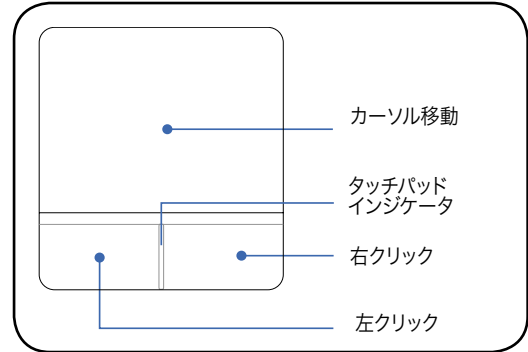 カーソル移動
タッチパッド
インジケータ
右クリック
左クリック